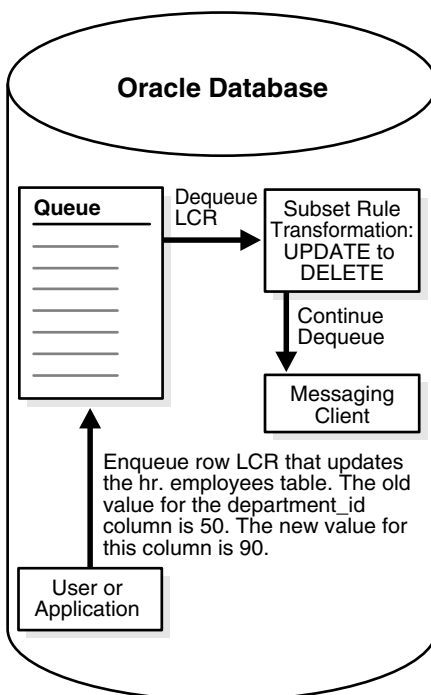 Oracle Database
Queue
Dequeue
LCR
Subset Rule
Transformation:
UPDATE to
DELETE
Continue
Dequeue
Messaging
Client
Enqueue row LCR that updates
the hr. employees table. The old
value for the department_id
column is 50. The new value for
this column is 90.
User or
Application